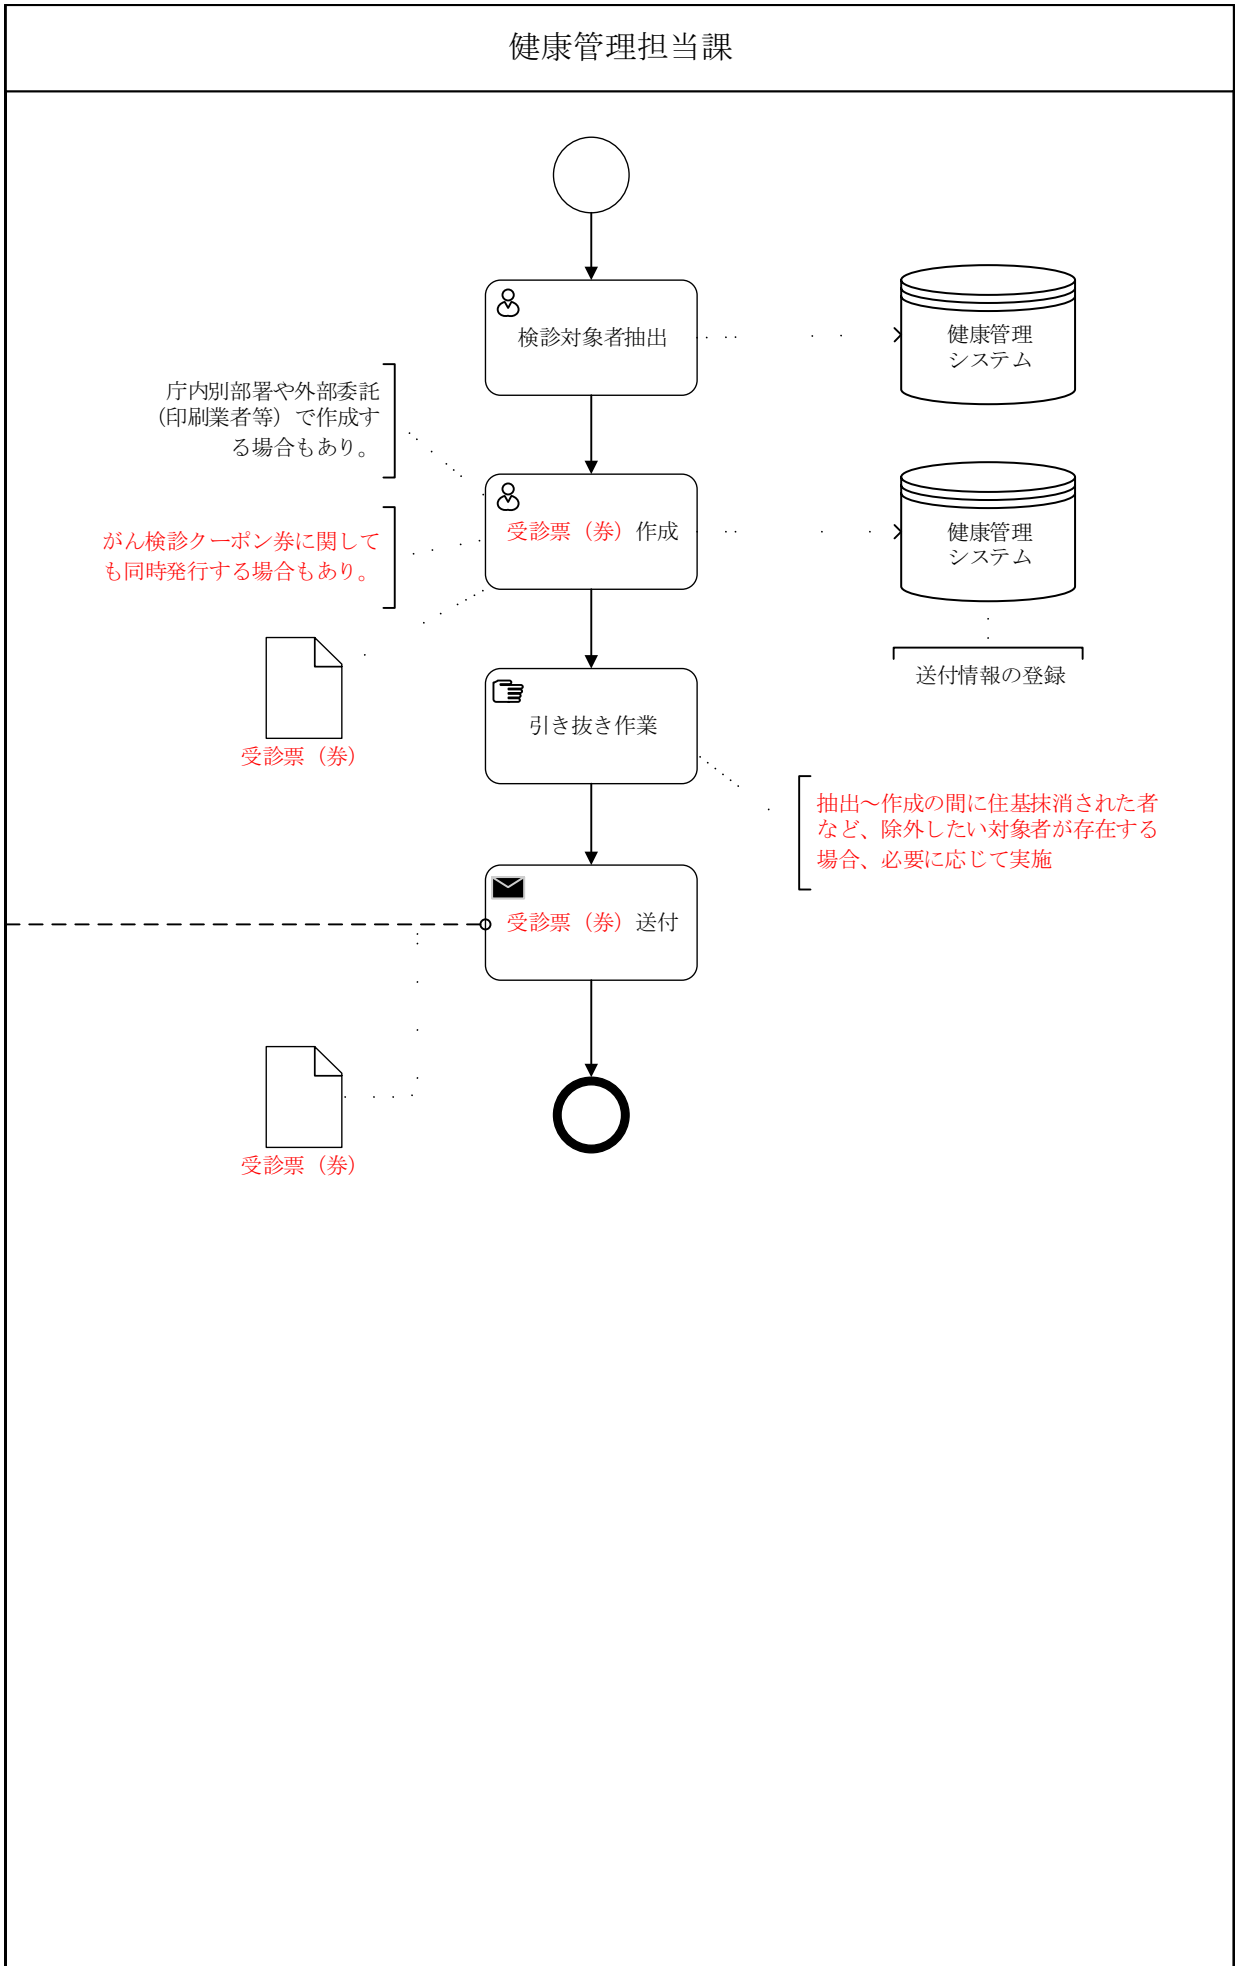 健康管理担当課
検診対象者抽出
健康管理
システム
庁内別部署や外部委託
（印刷業者等）で作成す
る場合もあり。
受診票（券）作成
健康管理
システム
がん検診クーポン券に関して
も同時発行する場合もあり。
送付情報の登録
受診票（券）
引き抜き作業
抽出～作成の間に住基抹消された者
など、除外したい対象者が存在する
場合、必要に応じて実施
受診票（券）送付
受診票（券）